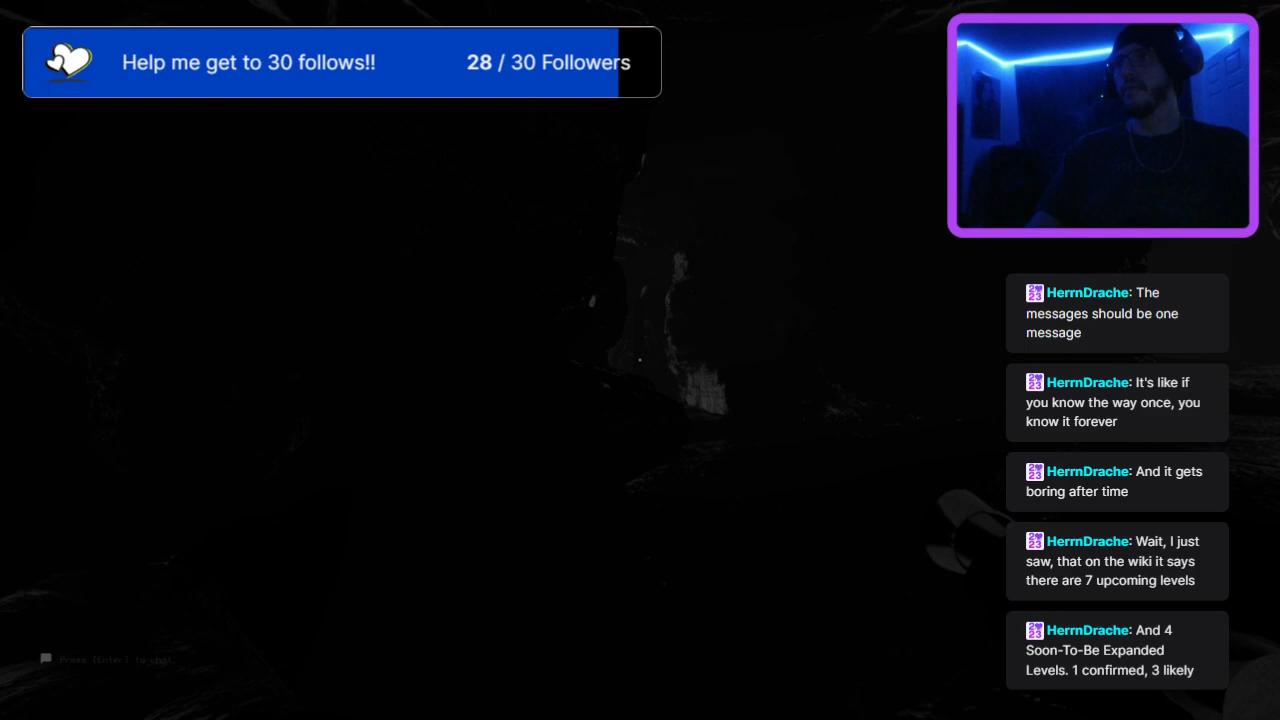 Help me get to 30 follows!!
28 / 30 Followers
HerrnDrache: The
messages should be one
message
HerrnDrache: It's like if
you know the way once, you
know it forever
HerrnDrache: And it gets
boring after time
HerrnDrache: Wait, I just
saw, that on the wiki it says
there are 7 upcoming levels
HerrnDrache: And 4
Soon-To-Be Expanded
Levels. 1 confirmed, 3 likely
Press [Enter] to chat.